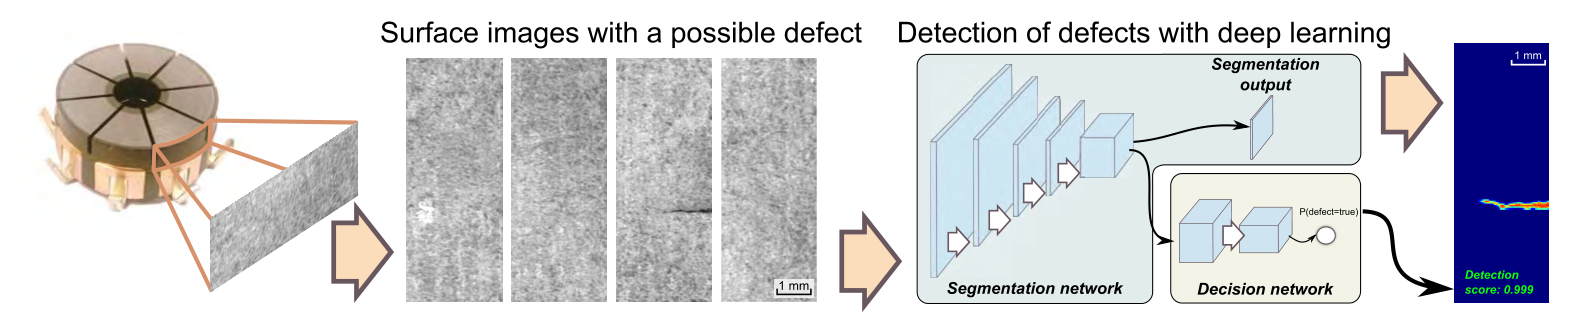 Surface images with a possible defect
Detection of defects with deep learning
1 mm
Segmentation
output
P(defect=true)
Segmentation network
Decision network
1 mm
Detection
score: 0.999